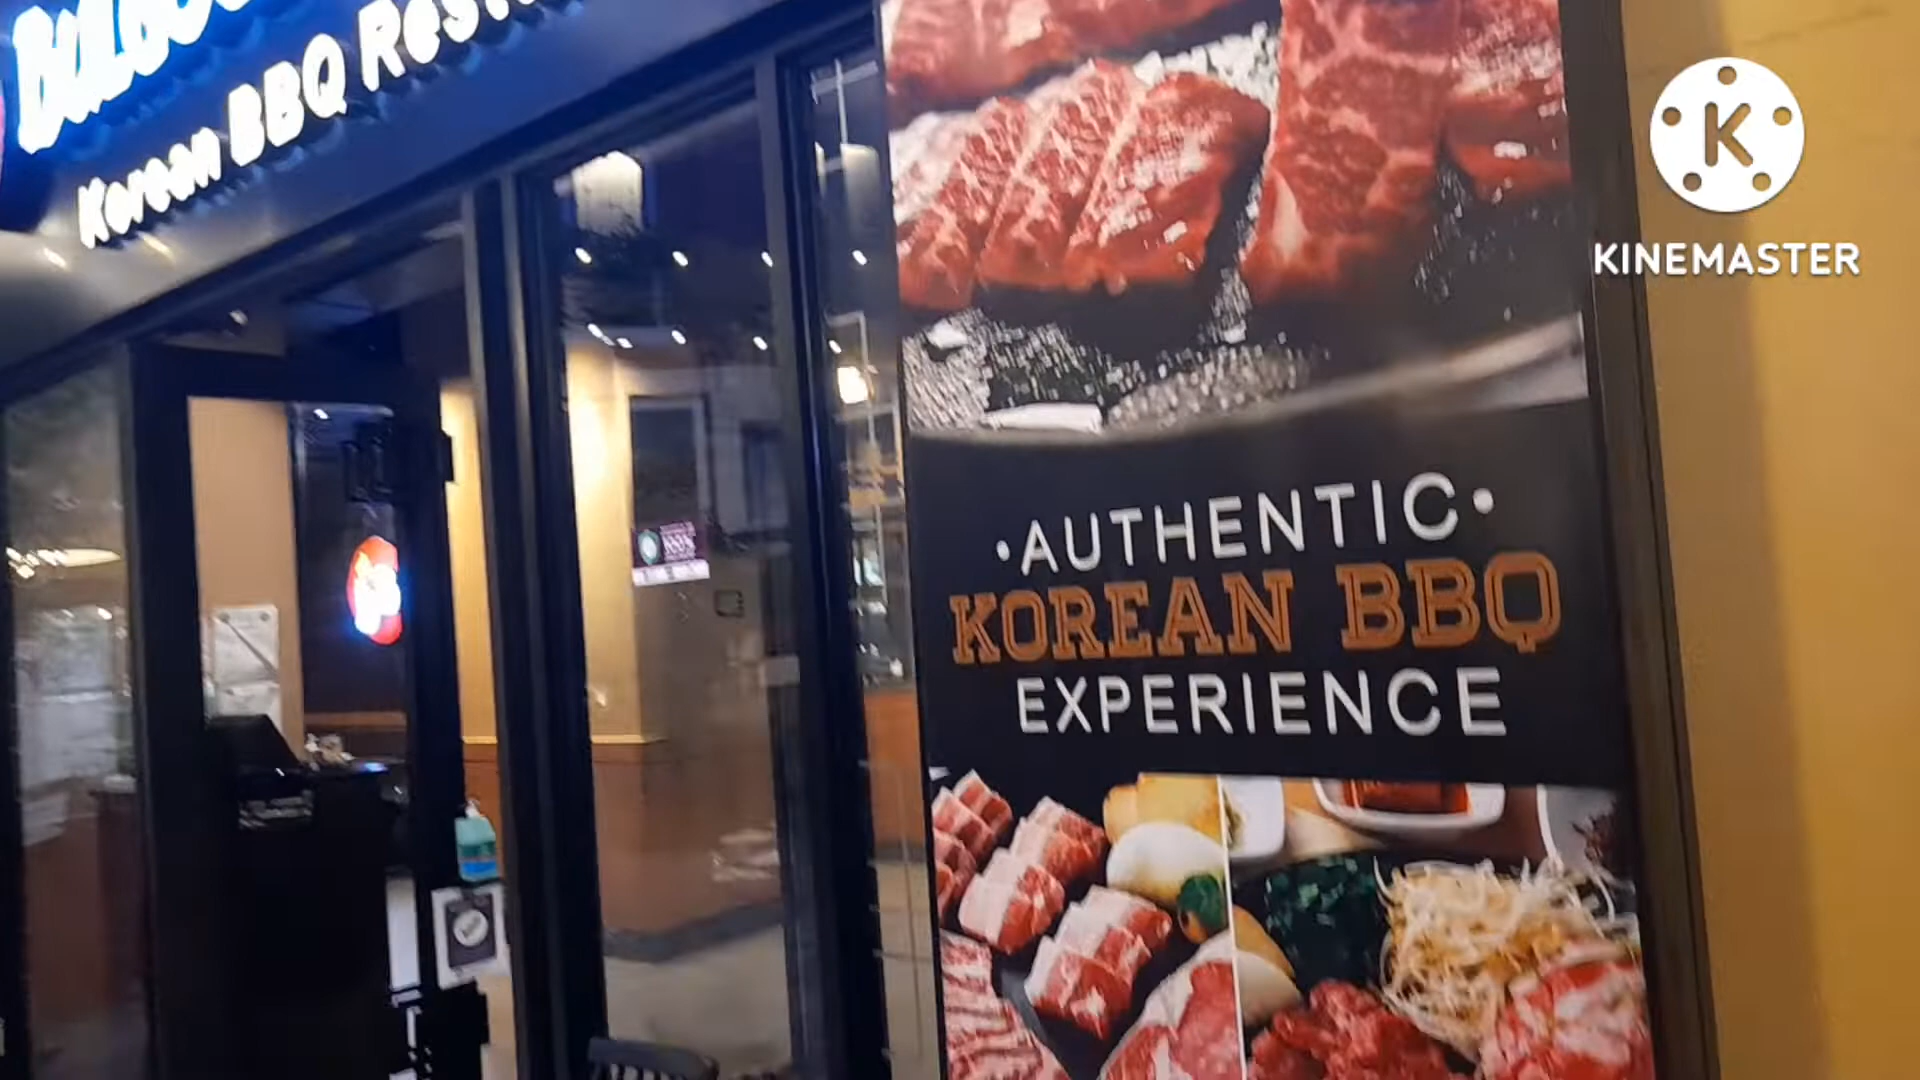 Korean BBQ
K
KINEMASTER
•AUTHENTIC•
KOREAN BBQ
EXPERIENCE